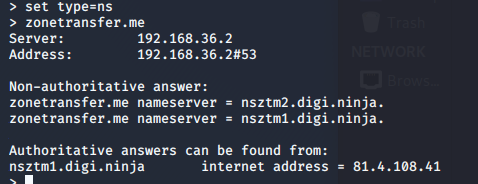 > set type=ns
> zonetransfer.me
Server:         192.168.36.2
Address:        192.168.36.2#53
Non-authoritative answer:
zonetransfer.me nameserver = nsztm2.digi.ninja.
zonetransfer.me nameserver = nsztm1.digi.ninja.
Authoritative answers can be found from:
nsztm1.digi.ninja       internet address = 81.4.108.41
>
Trash
NETWORK
Brows...